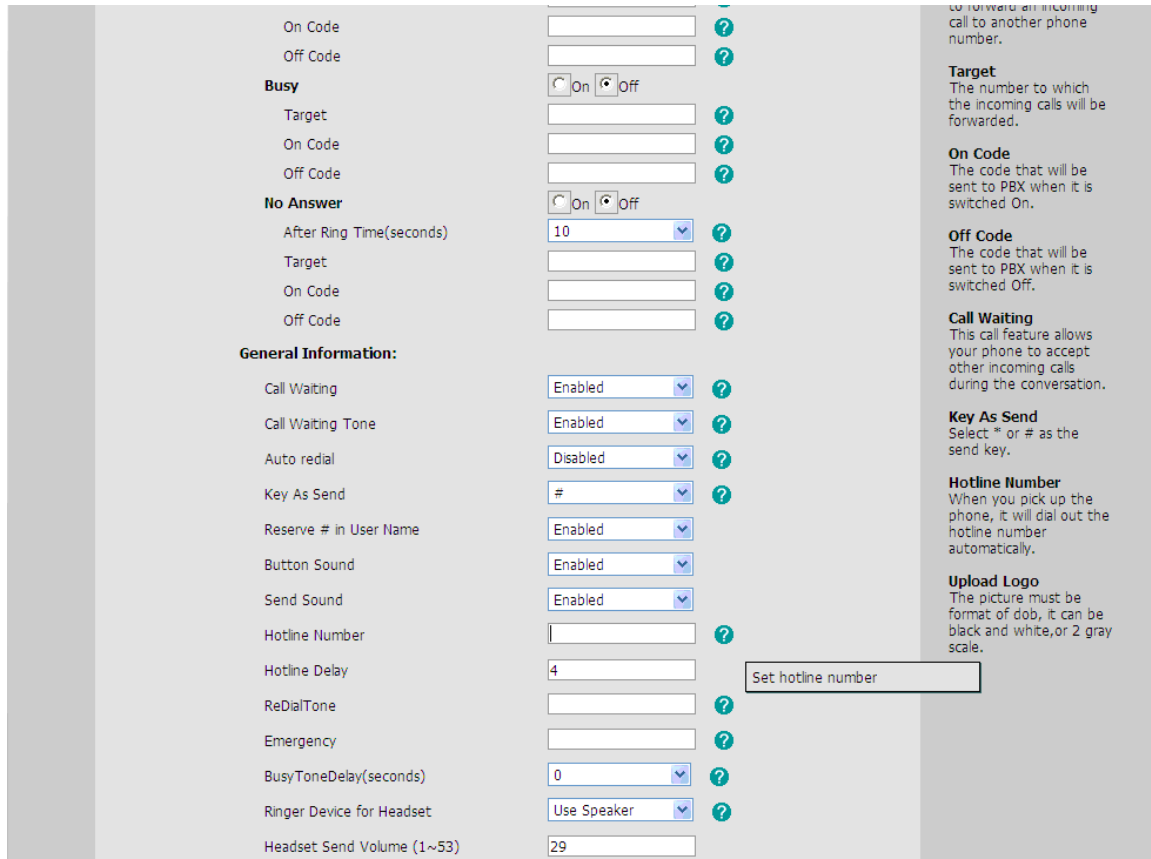 On Code
Off Code
Busy
On Off
Target
On Code
Off Code
No Answer
On Off
After Ring Time(seconds)
10
Target
On Code
Off Code
General Information:
Call Waiting
Enabled
Call Waiting Tone
Enabled
Auto redial
Disabled
Key As Send
#
Reserve # in User Name
Enabled
Button Sound
Enabled
Send Sound
Enabled
Hotline Number
Hotline Delay
4
Set hotline number
ReDialTone
Emergency
BusyToneDelay(seconds)
0
Ringer Device for Headset
Use Speaker
Headset Send Volume (1~53)
29
to forward an incoming
call to another phone
number.
Target
The number to which
the incoming calls will be
forwarded.
On Code
The code that will be
sent to PBX when it is
switched On.
Off Code
The code that will be
sent to PBX when it is
switched Off.
Call Waiting
This call feature allows
your phone to accept
other incoming calls
during the conversation.
Key As Send
Select * or # as the
send key.
Hotline Number
When you pick up the
phone, it will dial out the
hotline number
automatically.
Upload Logo
The picture must be
format of dob, it can be
black and white,or 2 gray
scale.